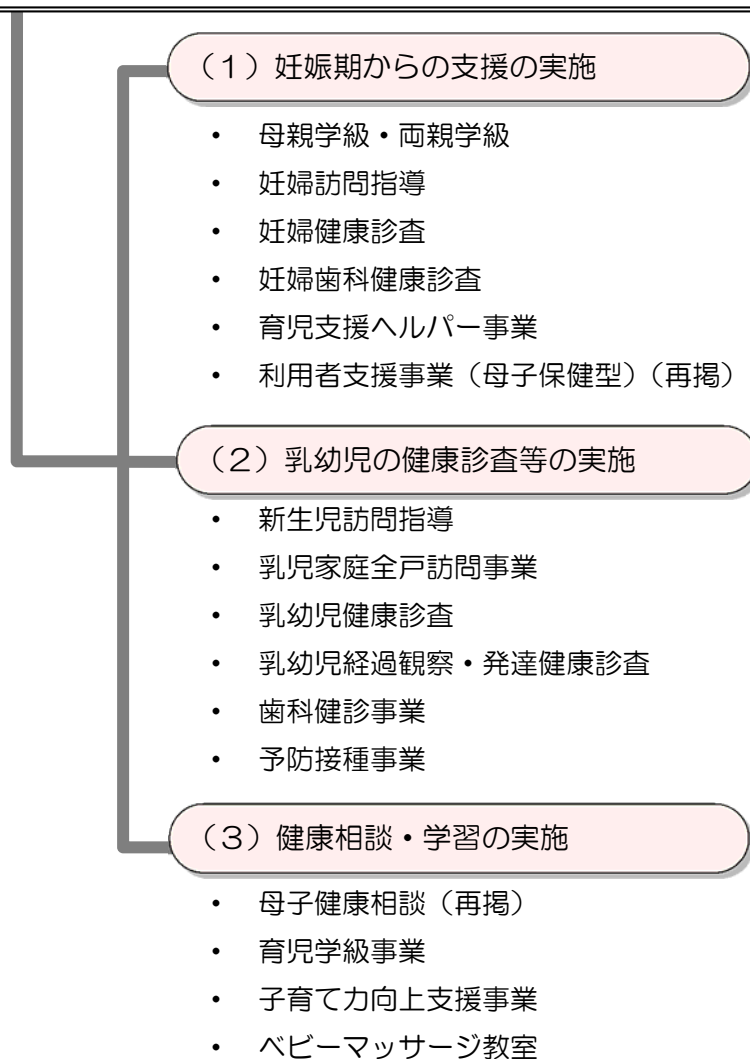 （１）妊娠期からの支援の実施
・ 母親学級・両親学級
・ 妊婦訪問指導
・ 妊婦健康診査
・ 妊婦歯科健康診査
・ 育児支援ヘルパー事業
・ 利用者支援事業（母子保健型）（再掲）
（２）乳幼児の健康診査等の実施
・ 新生児訪問指導
・ 乳児家庭全戸訪問事業
・ 乳幼児健康診査
・ 乳幼児経過観察・発達健康診査
・ 歯科健診事業
・ 予防接種事業
（３）健康相談・学習の実施
・ 母子健康相談（再掲）
・ 育児学級事業
・ 子育て力向上支援事業
・ ベビーマッサージ教室